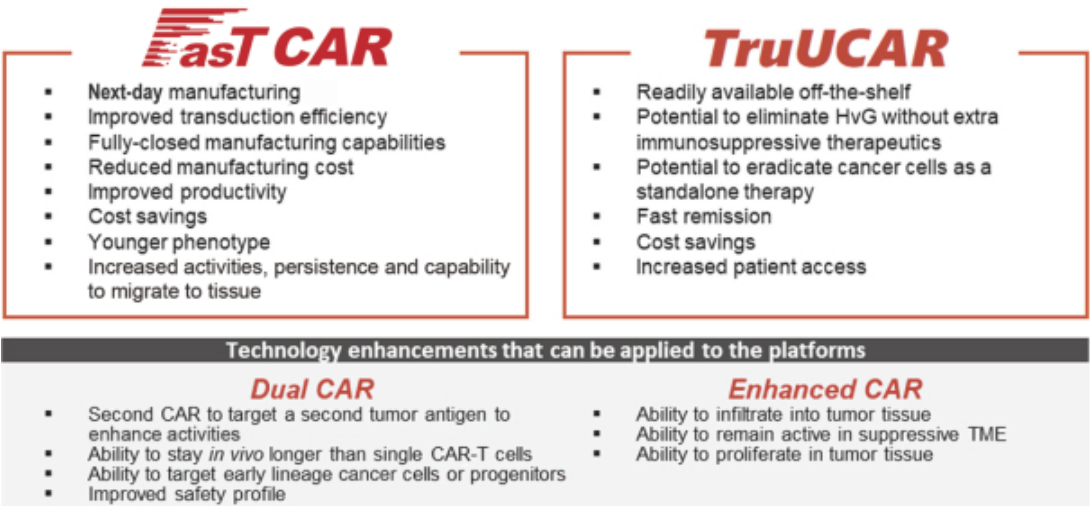 FasT CAR
▪ Next-day manufacturing
▪ Improved transduction efficiency
▪ Fully-closed manufacturing capabilities
▪ Reduced manufacturing cost
▪ Improved productivity
▪ Cost savings
▪ Younger phenotype
▪ Increased activities, persistence and capability
to migrate to tissue
TruUCAR
▪ Readily available off-the-shelf
▪ Potential to eliminate HvG without extra
immunosuppressive therapeutics
▪ Potential to eradicate cancer cells as a
standalone therapy
▪ Fast remission
▪ Cost savings
▪ Increased patient access
Technology enhancements that can be applied to the platforms
Dual CAR
▪ Second CAR to target a second tumor antigen to
enhance activities
▪ Ability to stay in vivo longer than single CAR-T cells
▪ Ability to target early lineage cancer cells or progenitors
▪ Improved safety profile
Enhanced CAR
▪ Ability to infiltrate into tumor tissue
▪ Ability to remain active in suppressive TME
▪ Ability to proliferate in tumor tissue